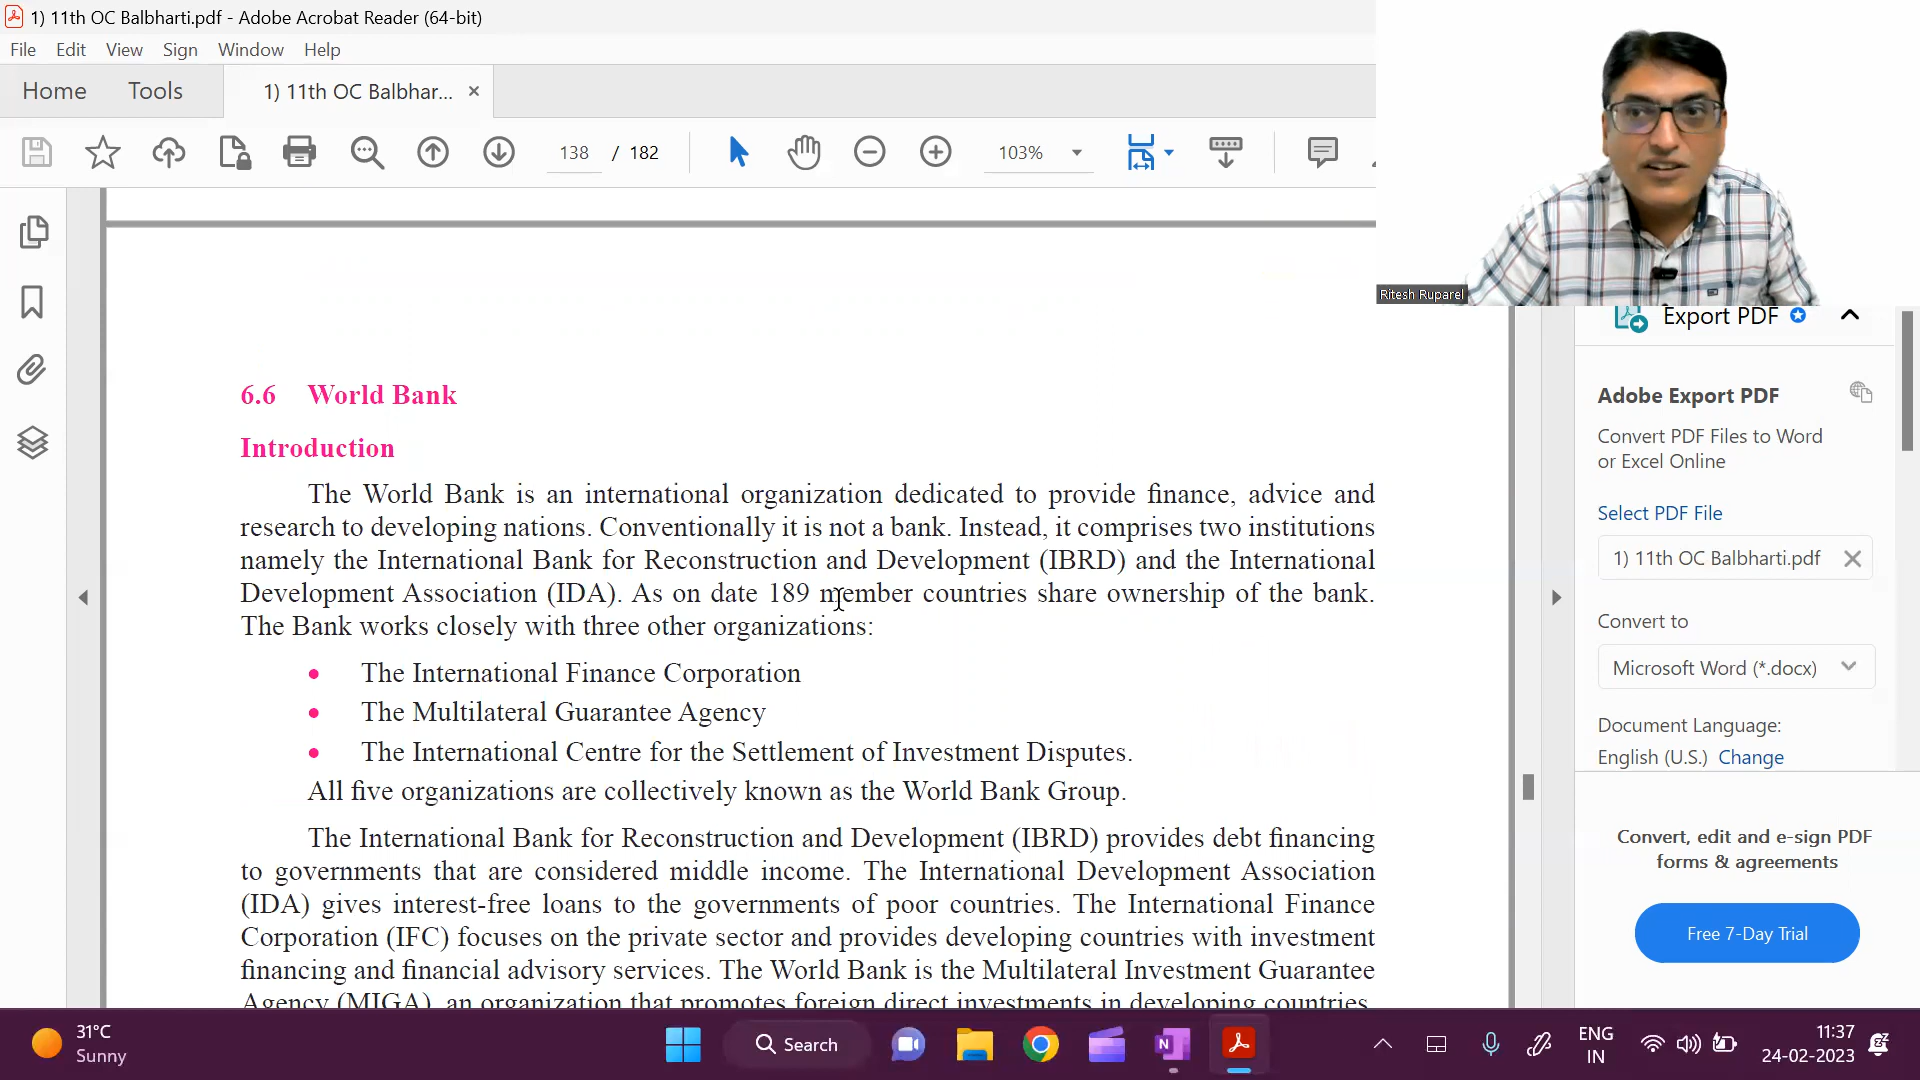 1) 11th OC Balbharti.pdf - Adobe Acrobat Reader (64-bit)
File Edit View Sign Window Help
Home Tools 1) 11th OC Balbhar... ×
138 / 182 103%
Ritesh Ruparel
6.6 World Bank
Introduction
The World Bank is an international organization dedicated to provide finance, advice and
research to developing nations. Conventionally it is not a bank. Instead, it comprises two institutions
namely the International Bank for Reconstruction and Development (IBRD) and the International
Development Association (IDA). As on date 189 member countries share ownership of the bank.
The Bank works closely with three other organizations:
• The International Finance Corporation
• The Multilateral Guarantee Agency
• The International Centre for the Settlement of Investment Disputes.
All five organizations are collectively known as the World Bank Group.
The International Bank for Reconstruction and Development (IBRD) provides debt financing
to governments that are considered middle income. The International Development Association
(IDA) gives interest-free loans to the governments of poor countries. The International Finance
Corporation (IFC) focuses on the private sector and provides developing countries with investment
financing and financial advisory services. The World Bank is the Multilateral Investment Guarantee
Agency (MIGA), an organization that promotes foreign direct investments in developing countries.
Export PDF
Adobe Export PDF
Convert PDF Files to Word
or Excel Online
Select PDF File
1) 11th OC Balbharti.pdf
Convert to
Microsoft Word (*.docx)
Document Language:
English (U.S.) Change
Convert, edit and e-sign PDF
forms & agreements
Free 7-Day Trial
31°C
Sunny
Search
ENG
IN
11:37
24-02-2023